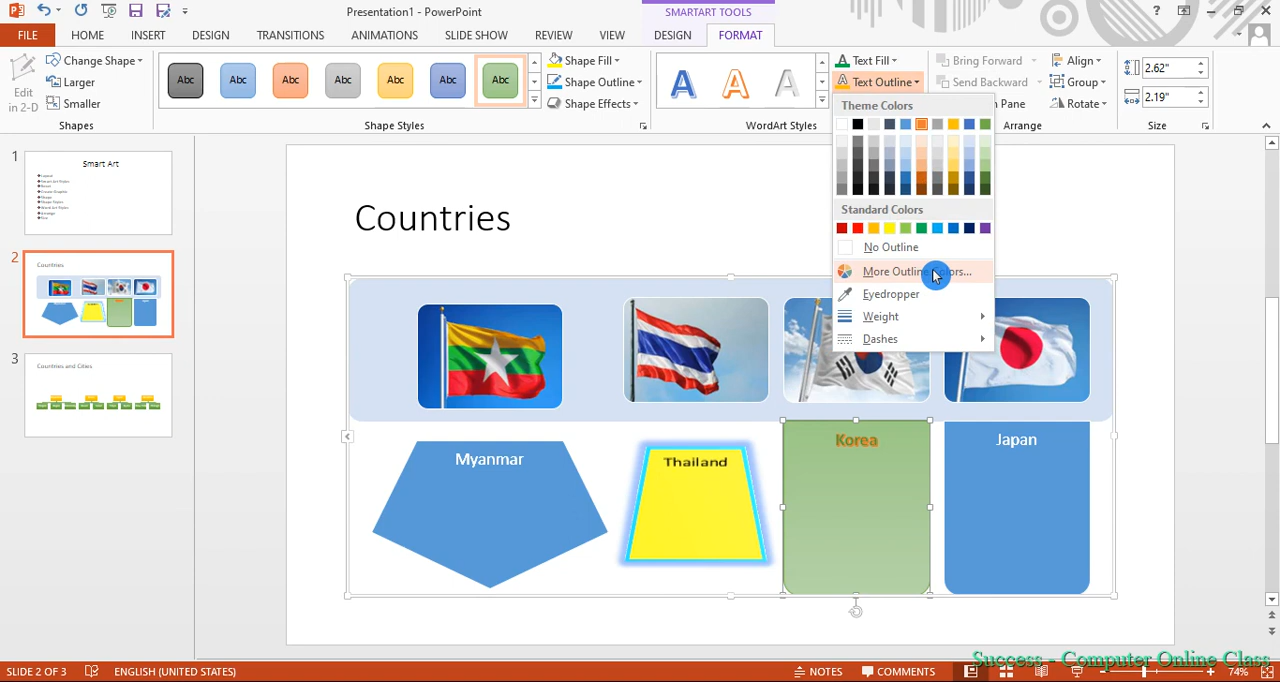 Presentation1 - PowerPoint
SMARTART TOOLS
?
FILE
HOME
INSERT
DESIGN
TRANSITIONS
ANIMATIONS
SLIDE SHOW
REVIEW
VIEW
DESIGN
FORMAT
Edit
in 2-D
Change Shape
Larger
Smaller
Shapes
Abc
Abc
Abc
Abc
Abc
Abc
Abc
Shape Fill
Shape Outline
Shape Effects
Shape Styles
A
A
A
Text Fill
Text Outline
WordArt Styles
Bring Forward
Send Backward
Pane
Align
Group
Rotate
Arrange
2.62"
2.19"
Size
Theme Colors
Standard Colors
No Outline
More Outline
Eyedropper
Weight
Dashes
1
Smart Art
2
Countries
3
Countries and Cities
Countries
Myanmar
Thailand
Korea
Japan
SLIDE 2 OF 3
ENGLISH (UNITED STATES)
NOTES
COMMENTS
74%
Success - Computer Online Class